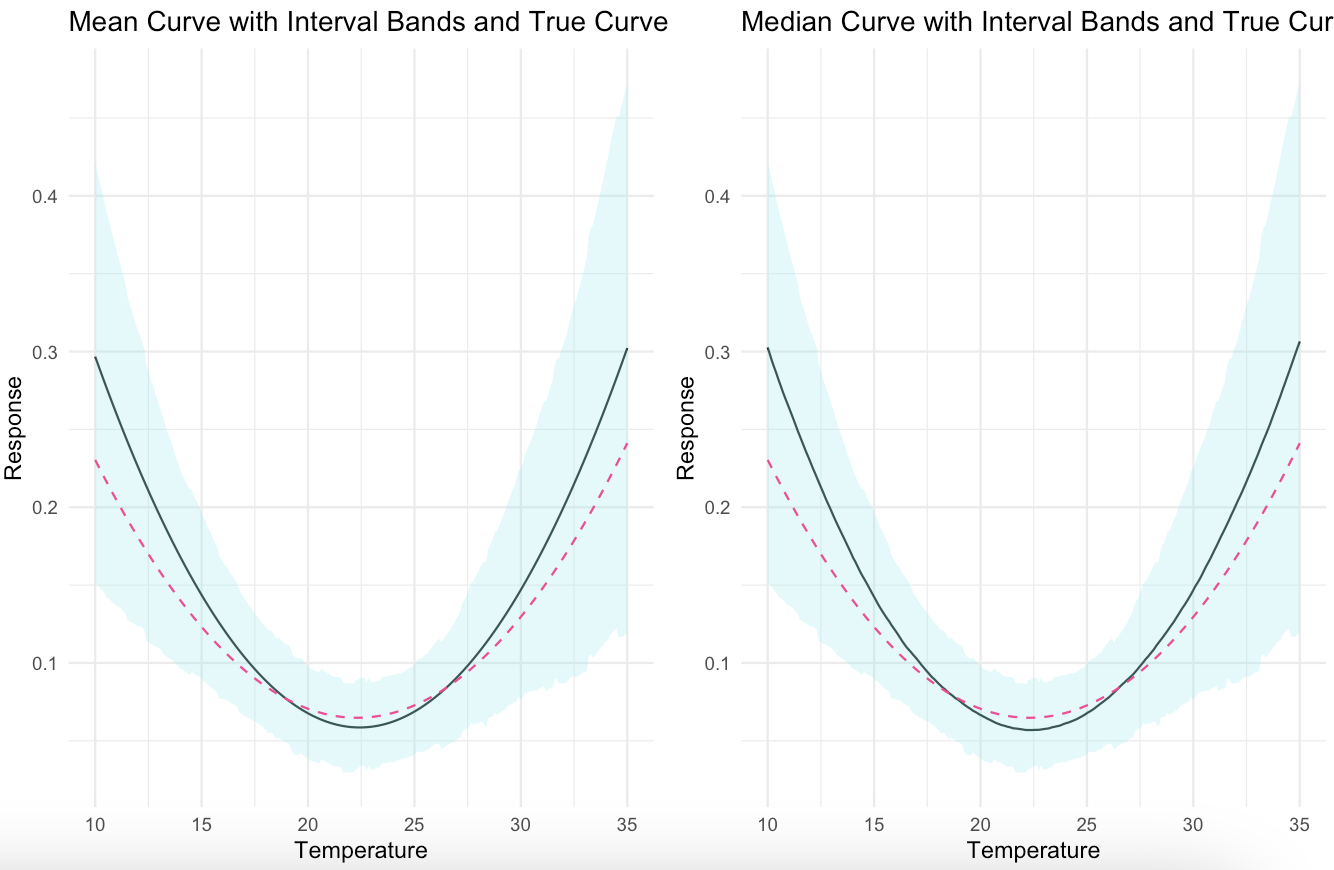 Mean Curve with Interval Bands and True Curve
0.4
0.3
0.2
0.1
Response
10 15 20 25 30 35
Temperature
Median Curve with Interval Bands and True Cur
0.4
0.3
0.2
0.1
Response
10 15 20 25 30 35
Temperature